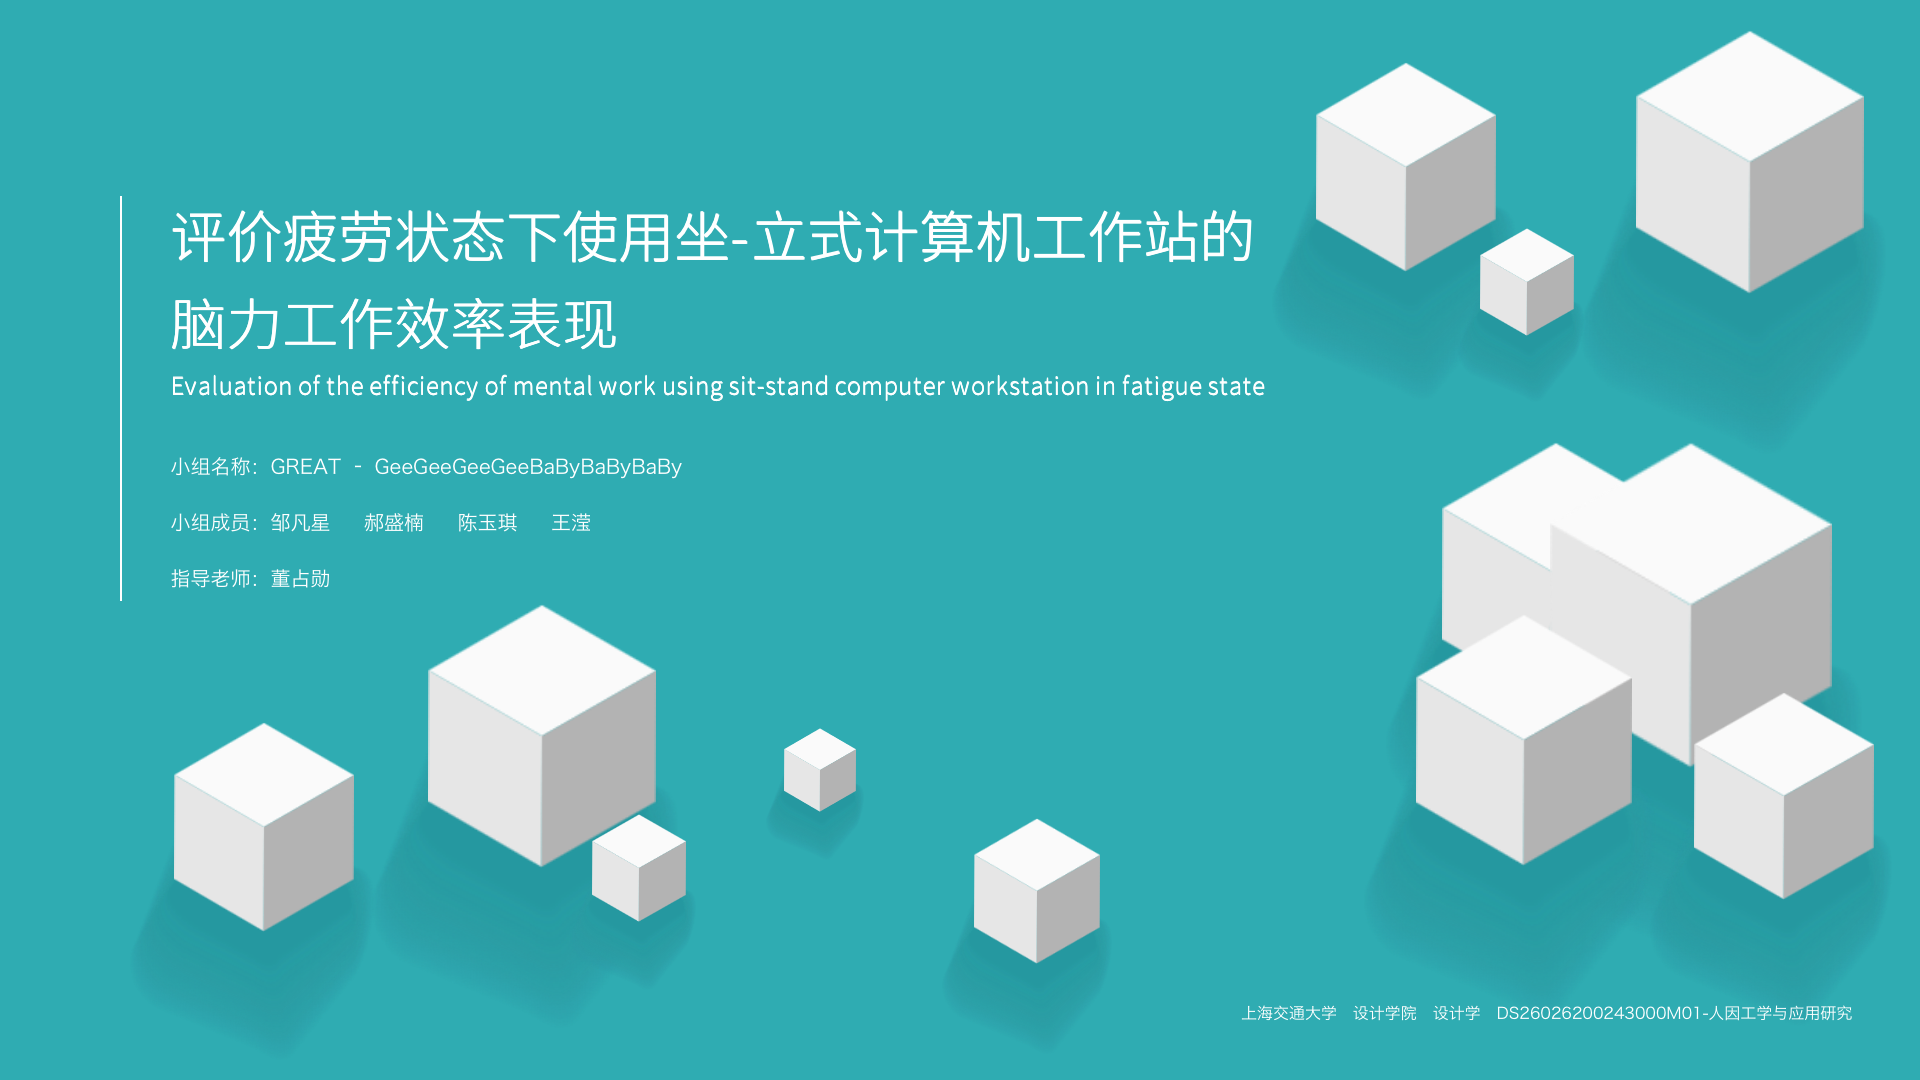 评价疲劳状态下使用坐-立式计算机工作站的
脑力工作效率表现
Evaluation of the efficiency of mental work using sit-stand computer workstation in fatigue state
小组名称：GREAT - GeeGeeGeeGeeBaByBaByBaBy
小组成员：邹凡星 郝盛楠 陈玉琪 王滢
指导老师：董占勋
上海交通大学 设计学院 设计学 DS26026200243000M01-人因工学与应用研究